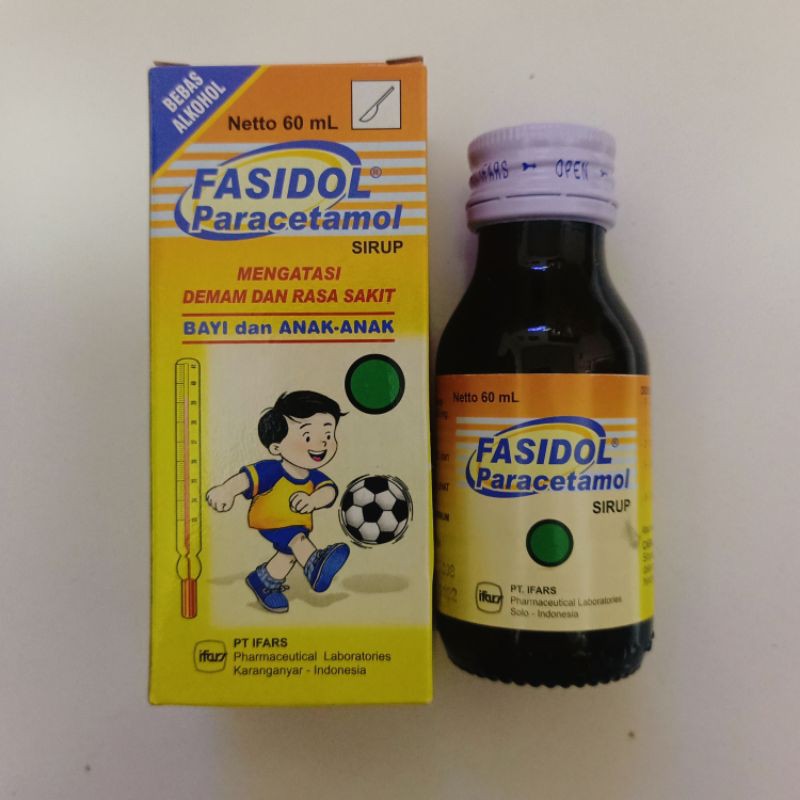 BEBAS
ALKOHOL
Netto 60 mL
FASIDOL®
Paracetamol
SIRUP
MENGATASI
DEMAM DAN RASA SAKIT
BAYI dan ANAK-ANAK
ifars
PT IFARS
Pharmaceutical Laboratories
Karanganyar - Indonesia
OPEN
Netto 60 mL
FASIDOL®
Paracetamol
SIRUP
ifars
PT. IFARS
Pharmaceutical Laboratories
Solo - Indonesia